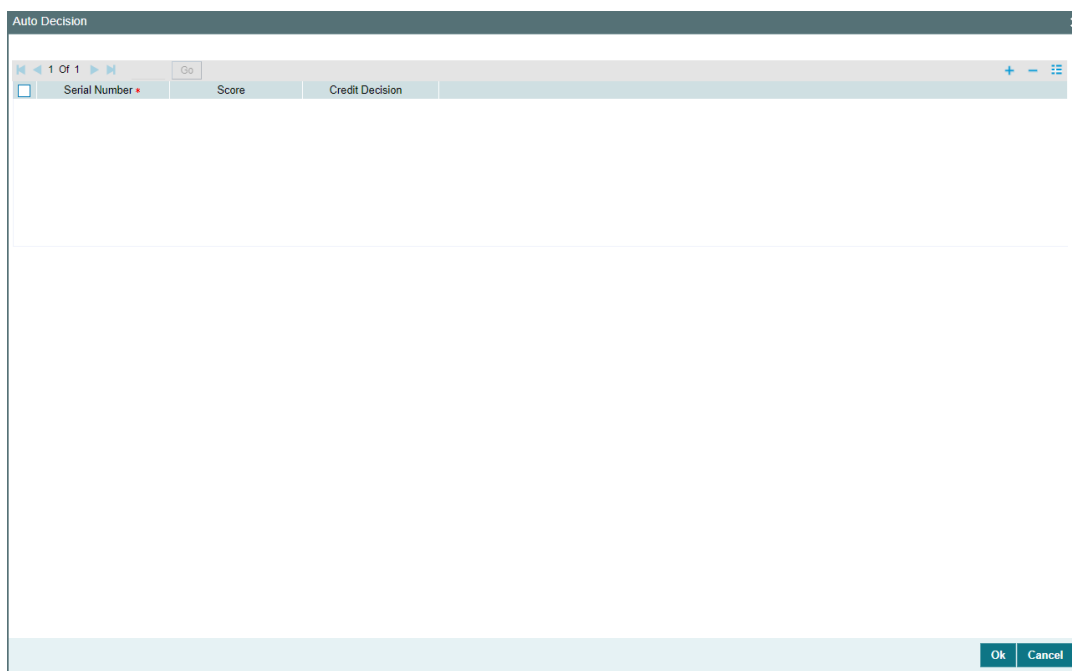 Auto Decision
1 Of 1 Go
Serial Number * Score Credit Decision
Ok Cancel